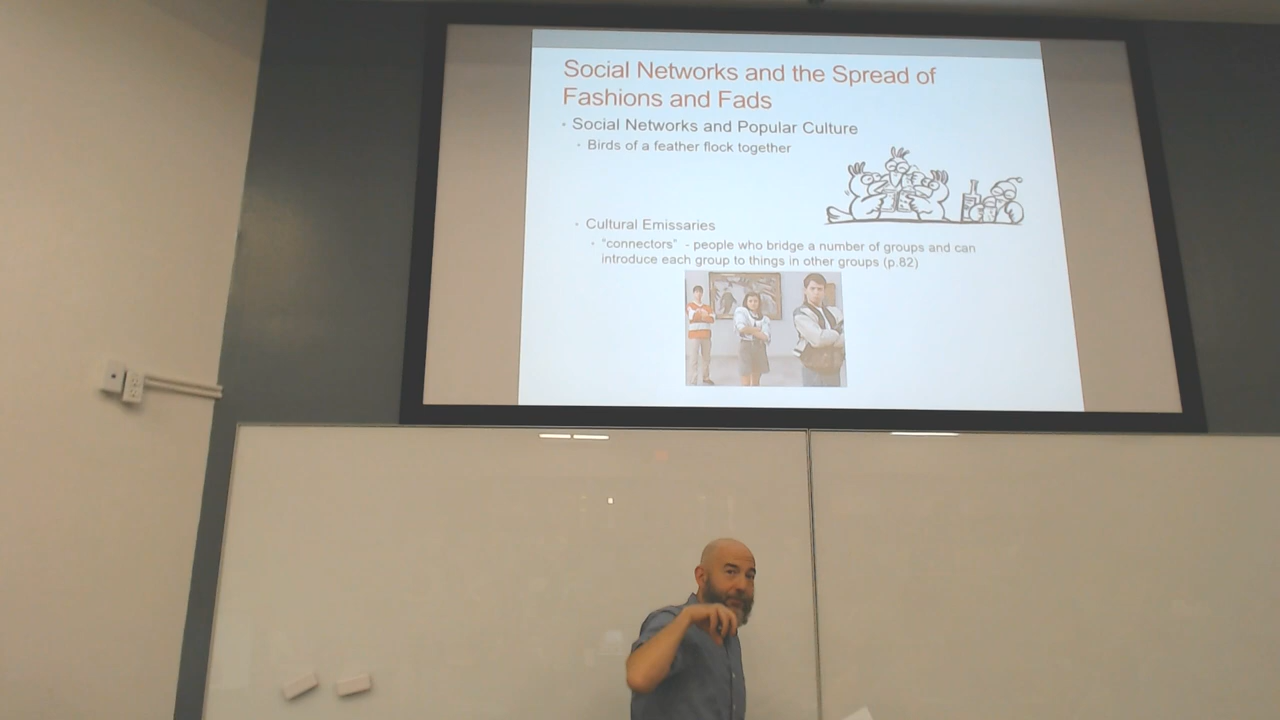 Social Networks and the Spread of
Fashions and Fads
• Social Networks and Popular Culture
• Birds of a feather flock together
• Cultural Emissaries
• "connectors" - people who bridge a number of groups and can
introduce each group to things in other groups (p.82)